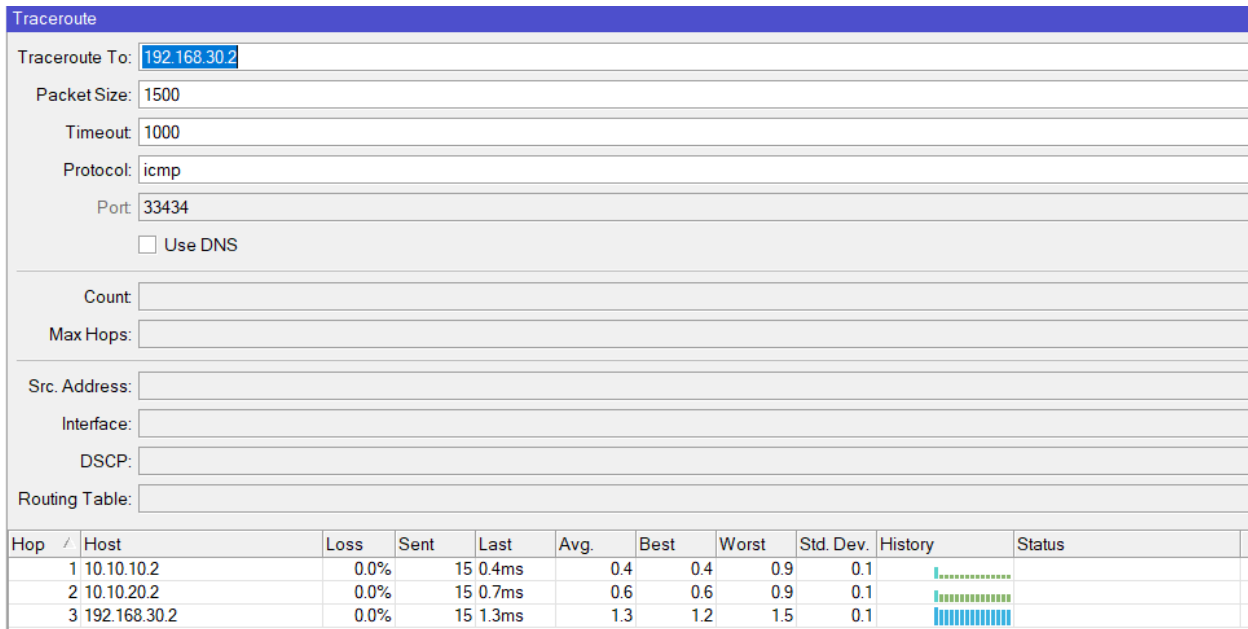 Traceroute
Traceroute To: 192.168.30.2
Packet Size: 1500
Timeout: 1000
Protocol: icmp
Port: 33434
Use DNS
Count:
Max Hops:
Src. Address:
Interface:
DSCP:
Routing Table:
Hop Host Loss Sent Last Avg. Best Worst Std. Dev. History Status
1 10.10.10.2 0.0% 15 0.4ms 0.4 0.4 0.9 0.1
2 10.10.20.2 0.0% 15 0.7ms 0.6 0.6 0.9 0.1
3 192.168.30.2 0.0% 15 1.3ms 1.3 1.2 1.5 0.1